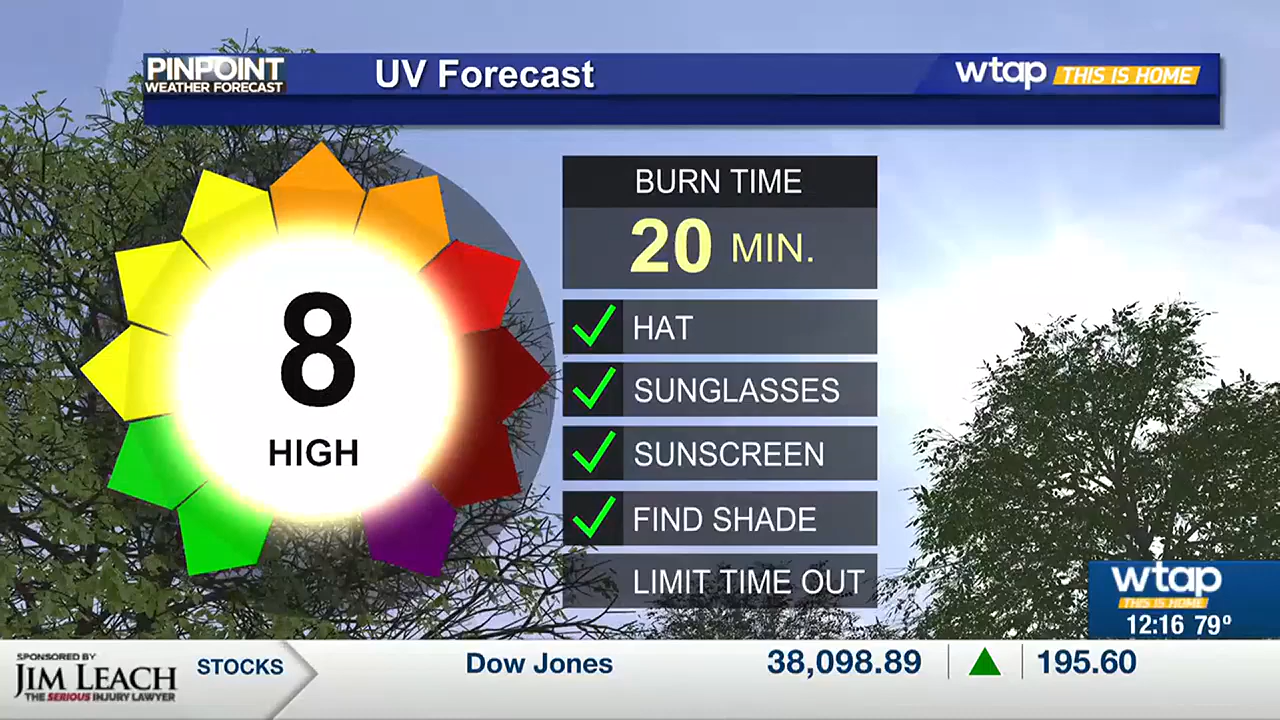 PINPOINT
WEATHER FORECAST
UV Forecast
wtap THIS IS HOME
8
HIGH
BURN TIME
20 MIN.
HAT
SUNGLASSES
SUNSCREEN
FIND SHADE
LIMIT TIME OUT
wtap
THIS IS HOME
12:16 79º
SPONSORED BY
JIM LEACH
THE SERIOUS INJURY LAWYER
STOCKS
Dow Jones 38,098.89 195.60